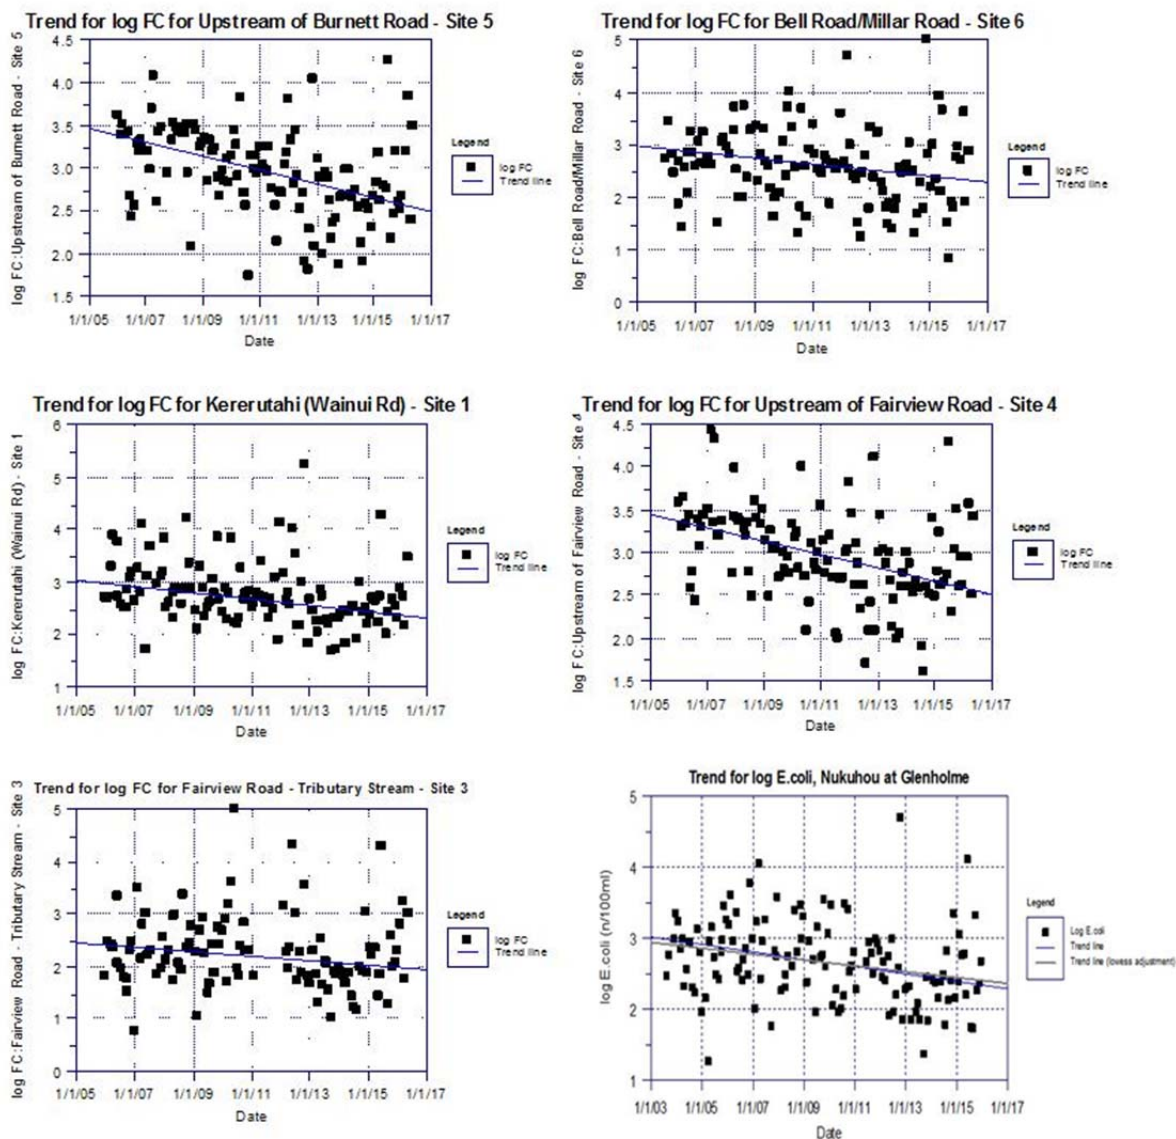 Trend for log FC for Upstream of Burnett Road - Site 5
log FC:Upstream of Burnett Road - Site 5
4.5
4.0
3.5
3.0
2.5
2.0
1.5
1/1/05 1/1/07 1/1/09 1/1/11 1/1/13 1/1/15 1/1/17
Date
Legend
log FC
Trend line
Trend for log FC for Bell Road/Millar Road - Site 6
log FC:Bell Road/Millar Road - Site 6
5
4
3
2
1
0
1/1/05 1/1/07 1/1/09 1/1/11 1/1/13 1/1/15 1/1/17
Date
Legend
log FC
Trend line
Trend for log FC for Kererutahi (Wainui Rd) - Site 1
log FC:Kererutahi (Wainui Rd) - Site 1
6
5
4
3
2
1
1/1/05 1/1/07 1/1/09 1/1/11 1/1/13 1/1/15 1/1/17
Date
Legend
log FC
Trend line
Trend for log FC for Upstream of Fairview Road - Site 4
log FC:Upstream of Fairview Road - Site 4
4.5
4.0
3.5
3.0
2.5
2.0
1.5
1/1/05 1/1/07 1/1/09 1/1/11 1/1/13 1/1/15 1/1/17
Date
Legend
log FC
Trend line
Trend for log FC for Fairview Road - Tributary Stream - Site 3
log FC:Fairview Road - Tributary Stream - Site 3
5
4
3
2
1
0
1/1/05 1/1/07 1/1/09 1/1/11 1/1/13 1/1/15 1/1/17
Date
Legend
log FC
Trend line
Trend for log E.coli, Nukuhou at Glenholme
log E.coli (n/100ml)
5
4
3
2
1
1/1/03 1/1/05 1/1/07 1/1/09 1/1/11 1/1/13 1/1/15 1/1/17
Date
Legend
Log E.coli
Trend line
Trend line (lowess adjustment)